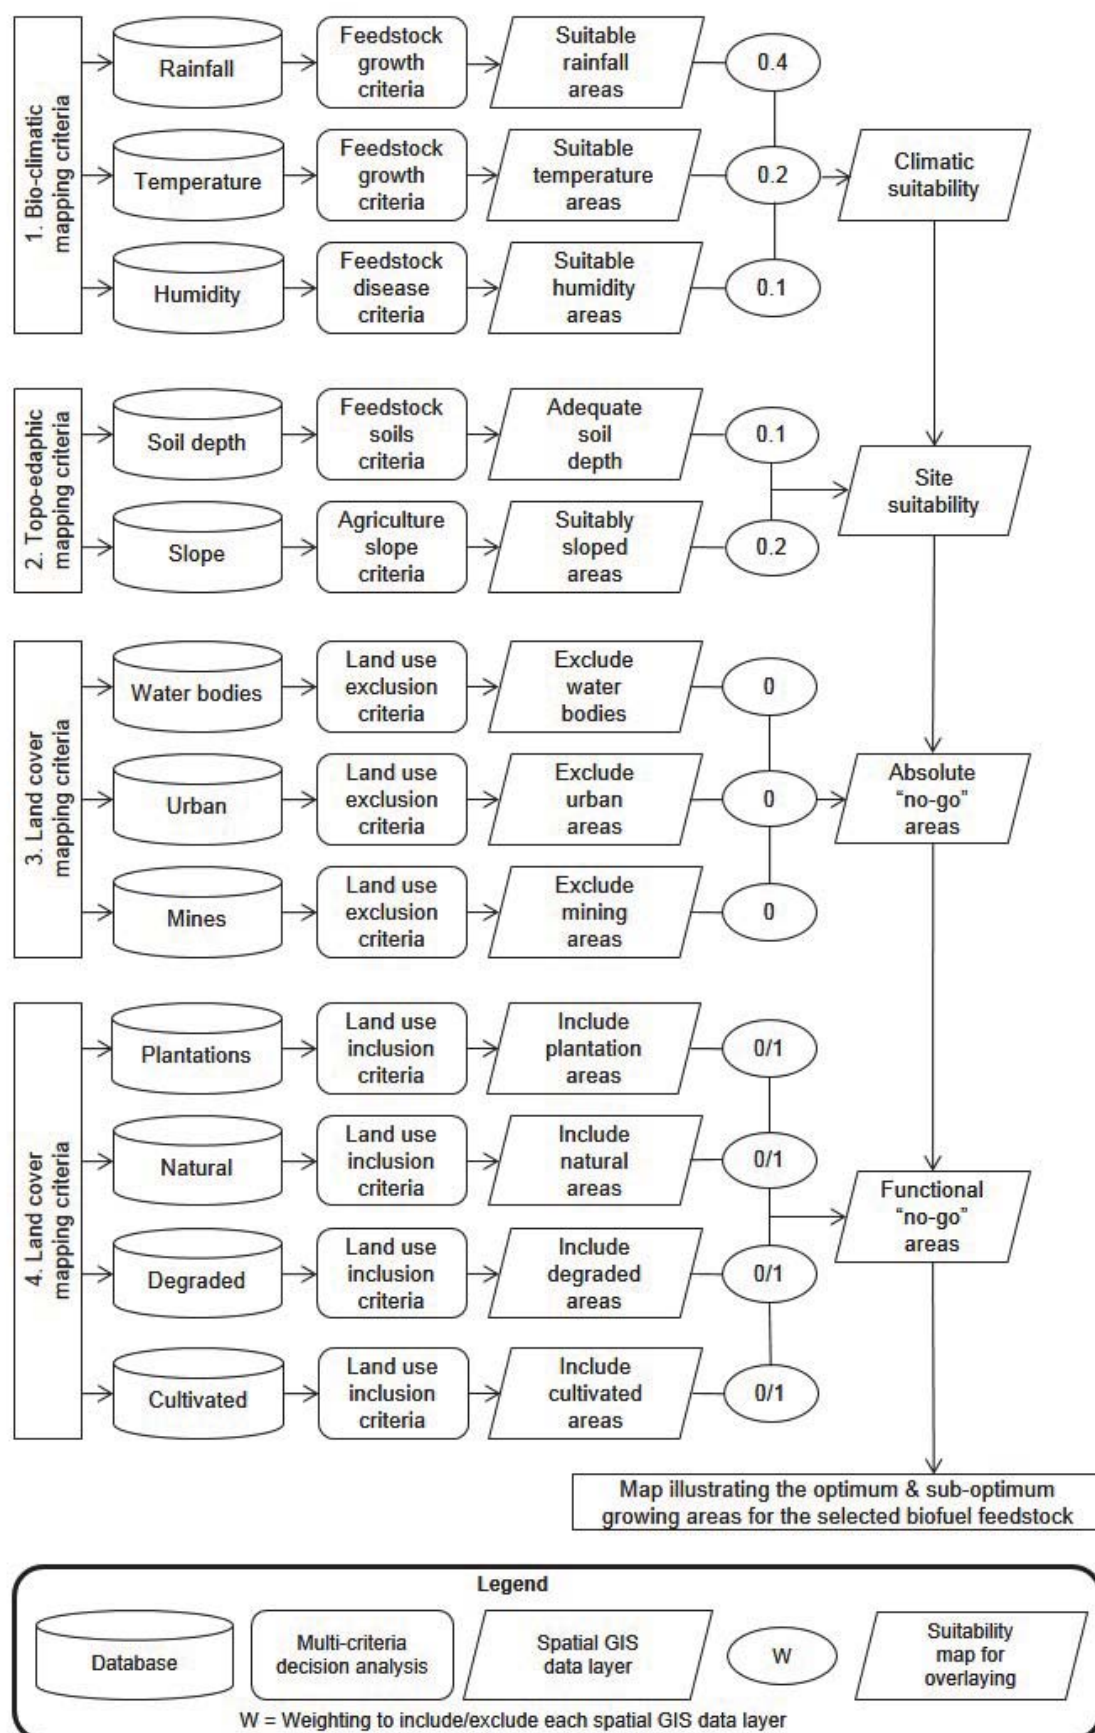 1. Bio-climatic
mapping criteria
Rainfall
Feedstock
growth
criteria
Suitable
rainfall
areas
0.4
Temperature
Feedstock
growth
criteria
Suitable
temperature
areas
0.2
Climatic
suitability
Humidity
Feedstock
disease
criteria
Suitable
humidity
areas
0.1
2. Topo-edaphic
mapping criteria
Soil depth
Feedstock
soils
criteria
Adequate
soil
depth
0.1
Site
suitability
Slope
Agriculture
slope
criteria
Suitably
sloped
areas
0.2
3. Land cover
mapping criteria
Water bodies
Land use
exclusion
criteria
Exclude
water
bodies
0
Urban
Land use
exclusion
criteria
Exclude
urban
areas
0
Absolute
“no-go”
areas
Mines
Land use
exclusion
criteria
Exclude
mining
areas
0
4. Land cover
mapping criteria
Plantations
Land use
inclusion
criteria
Include
plantation
areas
0/1
Natural
Land use
inclusion
criteria
Include
natural
areas
0/1
Functional
“no-go”
areas
Degraded
Land use
inclusion
criteria
Include
degraded
areas
0/1
Cultivated
Land use
inclusion
criteria
Include
cultivated
areas
0/1
Map illustrating the optimum & sub-optimum
growing areas for the selected biofuel feedstock
Legend
Database
Multi-criteria
decision analysis
Spatial GIS
data layer
W
Suitability
map for
overlaying
W = Weighting to include/exclude each spatial GIS data layer